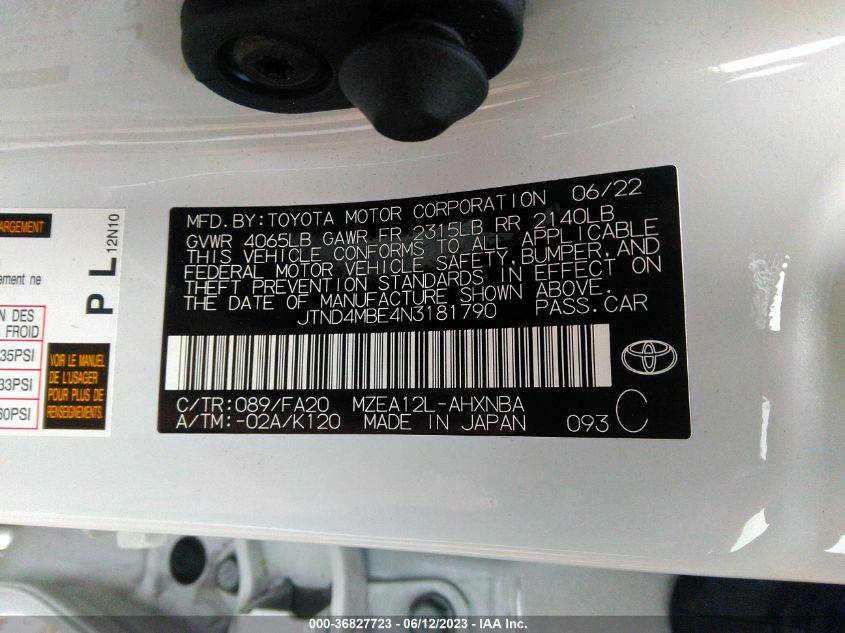 ARGEMENT
ement ne
N DES
FROID
35PSI
33PSI
60PSI
VOIR LE MANUEL
DE L'USAGER
POUR PLUS DE
RENSEIGNEMENTS
P L
12N10
MFD.BY:TOYOTA MOTOR CORPORATION 06/22
GVWR 4065LB GAWR FR 2315LB RR 2140LB
THIS VEHICLE CONFORMS TO ALL APPLICABLE
FEDERAL MOTOR VEHICLE SAFETY,BUMPER,AND
THEFT PREVENTION STANDARDS IN EFFECT ON
THE DATE OF MANUFACTURE SHOWN ABOVE.
JTND4MBE4N3181790 PASS.CAR
C/TR:089/FA20 MZEA12L-AHXNBA
A/TM:-02A/K120 MADE IN JAPAN 093 C
000-36827723 - 06/12/2023 - © IAA Inc.